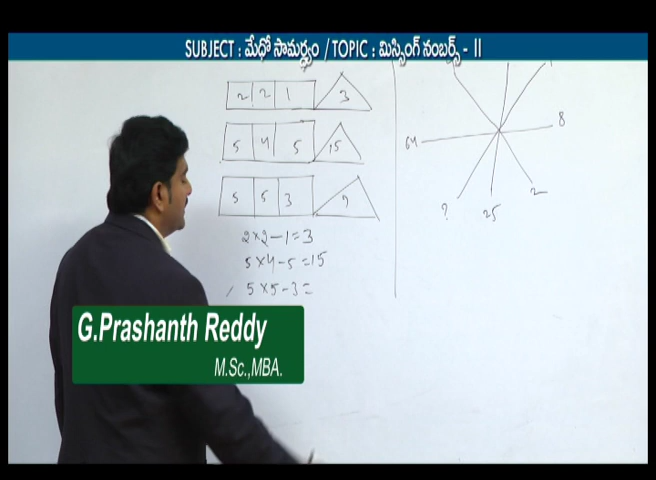 SUBJECT : మేధో సామర్థ్యం / TOPIC : మిస్సింగ్ నంబర్స్ - II
2 2 1 3
5 4 5 15
5 5 3 ?
2×2-1=3
5×4-5=15
5×5-3=
8
64
? 25 2
G.Prashanth Reddy
M.Sc.,MBA.